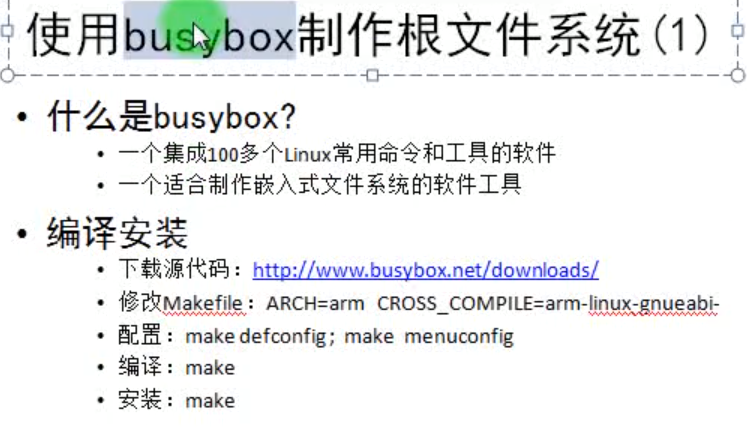 使用busybox制作根文件系统(1)
• 什么是busybox?
• 一个集成100多个Linux常用命令和工具的软件
• 一个适合制作嵌入式文件系统的软件工具
• 编译安装
• 下载源代码：http://www.busybox.net/downloads/
• 修改Makefile：ARCH=arm CROSS_COMPILE=arm-linux-gnueabi-
• 配置：make defconfig；make menuconfig
• 编译：make
• 安装：make